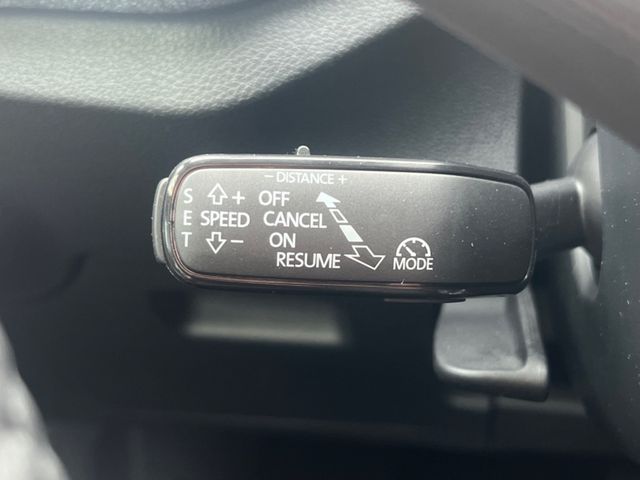 - DISTANCE +
S + OFF
E SPEED CANCEL
T - ON
RESUME MODE